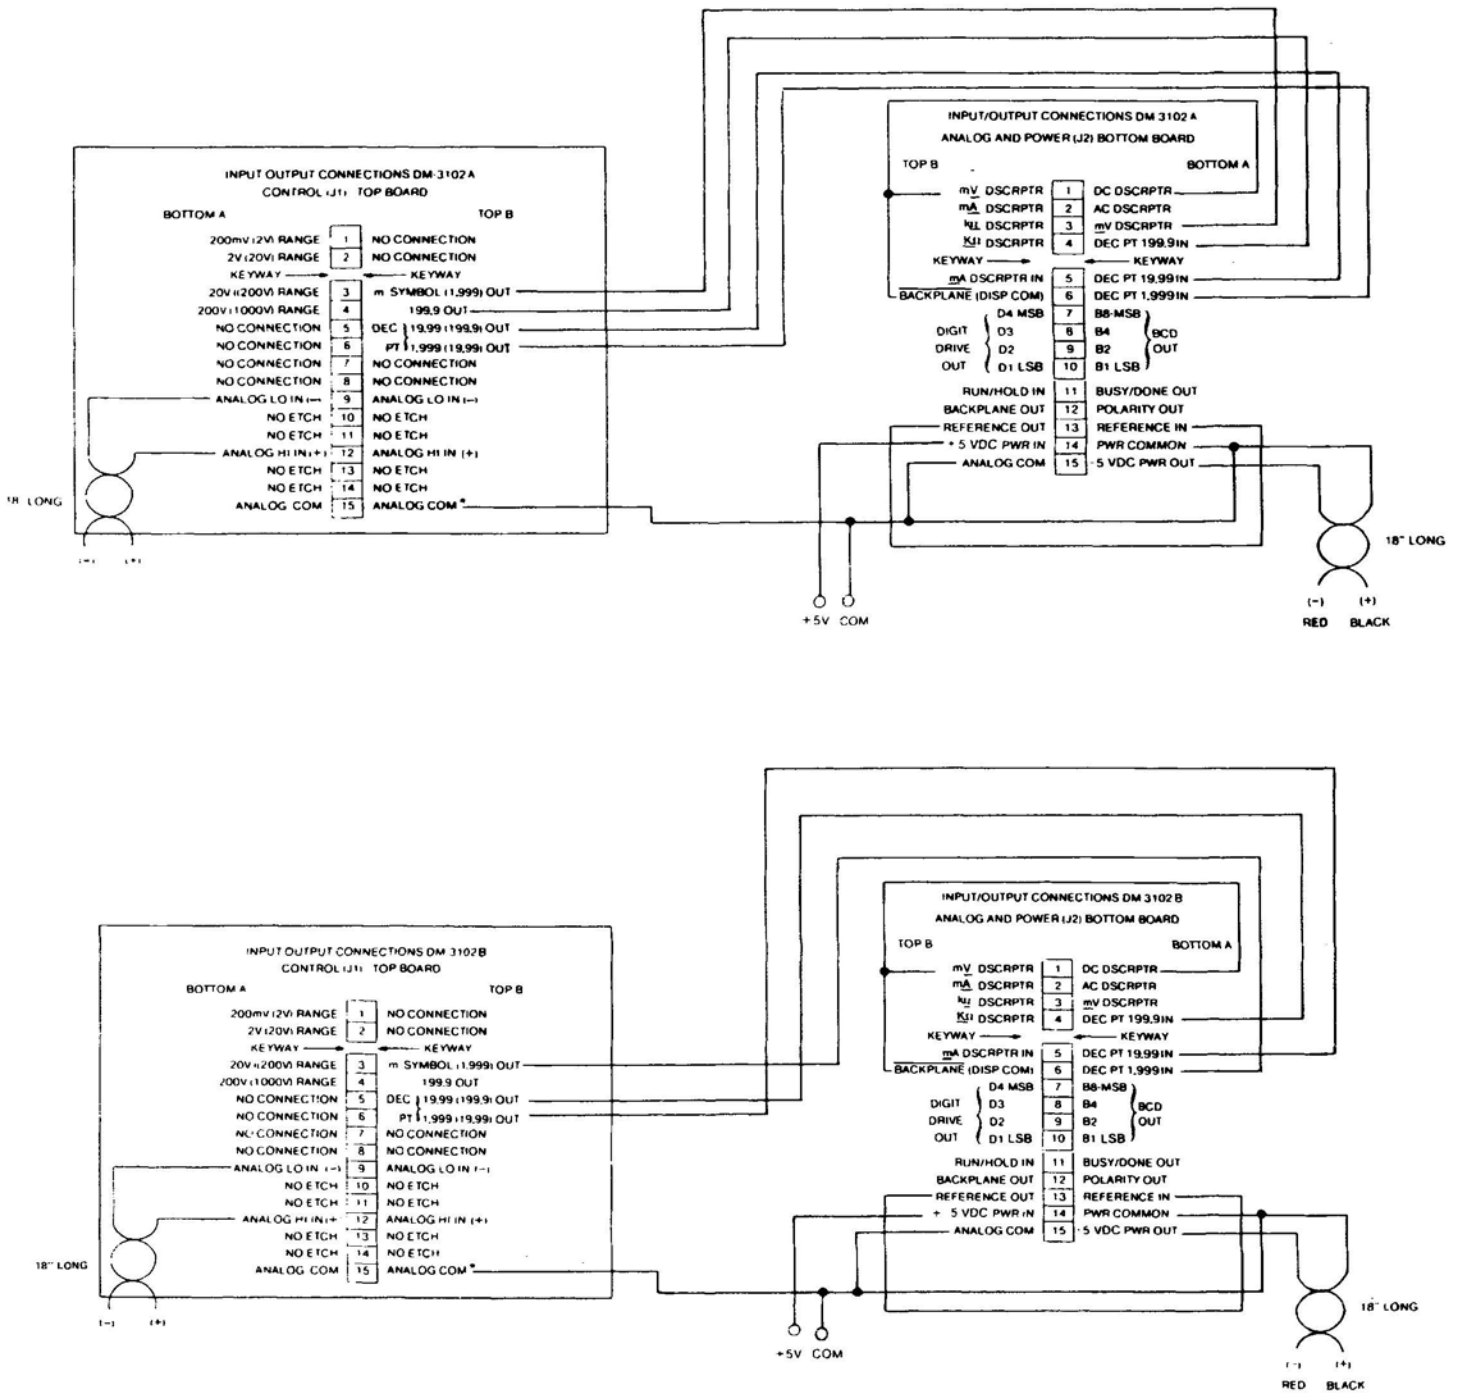 INPUT OUTPUT CONNECTIONS DM-3102A
CONTROL (J1) TOP BOARD
BOTTOM A TOP B
200mV (2V) RANGE 1 NO CONNECTION
2V (20V) RANGE 2 NO CONNECTION
KEYWAY KEYWAY
20V (200V) RANGE 3 m SYMBOL (1,999) OUT
200V (1000V) RANGE 4 199.9 OUT
NO CONNECTION 5 DEC 19.99 (199.9) OUT
NO CONNECTION 6 PT 1,999 (19,99) OUT
NO CONNECTION 7 NO CONNECTION
NO CONNECTION 8 NO CONNECTION
ANALOG LO IN (-) 9 ANALOG LO IN (-)
NO ETCH 10 NO ETCH
NO ETCH 11 NO ETCH
ANALOG HI IN (+) 12 ANALOG HI IN (+)
NO ETCH 13 NO ETCH
NO ETCH 14 NO ETCH
ANALOG COM 15 ANALOG COM *
18" LONG
(-) (+)
INPUT/OUTPUT CONNECTIONS DM 3102 A
ANALOG AND POWER (J2) BOTTOM BOARD
TOP B BOTTOM A
mV DSCRPTR 1 DC DSCRPTR
mA DSCRPTR 2 AC DSCRPTR
DSCRPTR 3 mV DSCRPTR
KΩ DSCRPTR 4 DEC PT 199.9 IN
KEYWAY KEYWAY
mA DSCRPTR IN 5 DEC PT 19,99 IN
BACKPLANE (DISP COM) 6 DEC PT 1,999 IN
D4 MSB 7 B8-MSB
DIGIT D3 8 B4 BCD
DRIVE D2 9 B2 OUT
OUT D1 LSB 10 B1 LSB
RUN/HOLD IN 11 BUSY/DONE OUT
BACKPLANE OUT 12 POLARITY OUT
REFERENCE OUT 13 REFERENCE IN
+ 5 VDC PWR IN 14 PWR COMMON
ANALOG COM 15 -5 VDC PWR OUT
18" LONG
(-) (+)
RED BLACK
+5V COM
INPUT OUTPUT CONNECTIONS DM 3102B
CONTROL (J1) TOP BOARD
BOTTOM A TOP B
200mV (2V) RANGE 1 NO CONNECTION
2V (20V) RANGE 2 NO CONNECTION
KEYWAY KEYWAY
20V (200V) RANGE 3 m SYMBOL (1.999) OUT
200V (1000V) RANGE 4 199.9 OUT
NO CONNECTION 5 DEC 19.99 (199.9) OUT
NO CONNECTION 6 PT 1,999 (19,99) OUT
NO CONNECTION 7 NO CONNECTION
NO CONNECTION 8 NO CONNECTION
ANALOG LO IN (-) 9 ANALOG LO IN (-)
NO ETCH 10 NO ETCH
NO ETCH 11 NO ETCH
ANALOG HI IN (+ 12 ANALOG HI IN (+)
NO ETCH 13 NO ETCH
NO ETCH 14 NO ETCH
ANALOG COM 15 ANALOG COM *
18" LONG
(-) (+)
INPUT/OUTPUT CONNECTIONS DM 3102 B
ANALOG AND POWER (J2) BOTTOM BOARD
TOP B BOTTOM A
mV DSCRPTR 1 DC DSCRPTR
mA DSCRPTR 2 AC DSCRPTR
DSCRPTR 3 mV DSCRPTR
KΩ DSCRPTR 4 DEC PT 199,9 IN
KEYWAY KEYWAY
mA DSCRPTR IN 5 DEC PT 19,99 IN
BACKPLANE (DISP COM) 6 DEC PT 1,999 IN
D4 MSB 7 B8-MSB
DIGIT D3 8 B4 BCD
DRIVE D2 9 B2 OUT
OUT D1 LSB 10 B1 LSB
RUN/HOLD IN 11 BUSY/DONE OUT
BACKPLANE OUT 12 POLARITY OUT
REFERENCE OUT 13 REFERENCE IN
+ 5 VDC PWR IN 14 PWR COMMON
ANALOG COM 15 -5 VDC PWR OUT
18" LONG
(-) (+)
RED BLACK
+5V COM